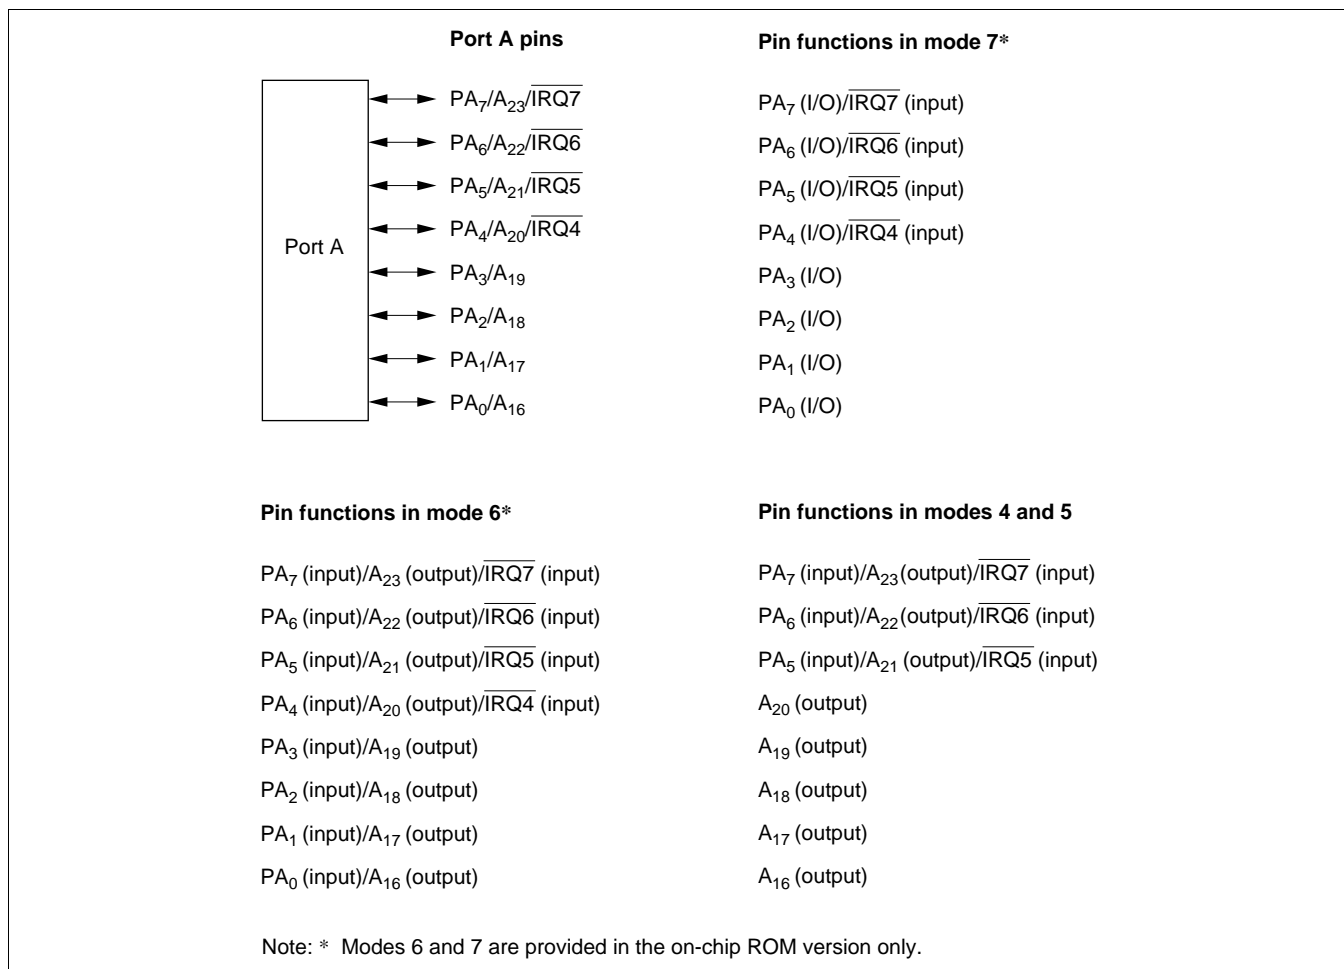 Port A pins
Pin functions in mode 7*
Port A
PA7/A23/IRQ7
PA7 (I/O)/IRQ7 (input)
PA6/A22/IRQ6
PA6 (I/O)/IRQ6 (input)
PA5/A21/IRQ5
PA5 (I/O)/IRQ5 (input)
PA4/A20/IRQ4
PA4 (I/O)/IRQ4 (input)
PA3/A19
PA3 (I/O)
PA2/A18
PA2 (I/O)
PA1/A17
PA1 (I/O)
PA0/A16
PA0 (I/O)
Pin functions in mode 6*
PA7 (input)/A23 (output)/IRQ7 (input)
PA6 (input)/A22 (output)/IRQ6 (input)
PA5 (input)/A21 (output)/IRQ5 (input)
PA4 (input)/A20 (output)/IRQ4 (input)
PA3 (input)/A19 (output)
PA2 (input)/A18 (output)
PA1 (input)/A17 (output)
PA0 (input)/A16 (output)
Pin functions in modes 4 and 5
PA7 (input)/A23 (output)/IRQ7 (input)
PA6 (input)/A22 (output)/IRQ6 (input)
PA5 (input)/A21 (output)/IRQ5 (input)
A20 (output)
A19 (output)
A18 (output)
A17 (output)
A16 (output)
Note: * Modes 6 and 7 are provided in the on-chip ROM version only.